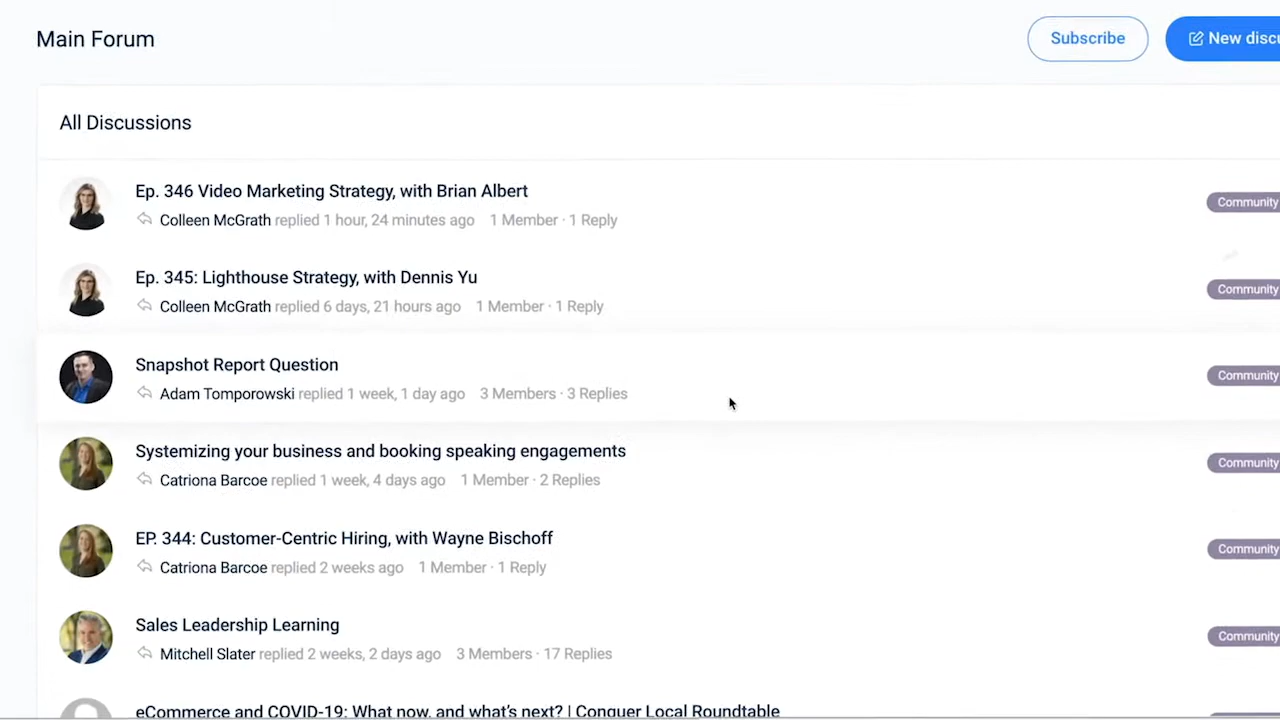 Main Forum
Subscribe
New discu
All Discussions
Ep. 346 Video Marketing Strategy, with Brian Albert
Colleen McGrath replied 1 hour, 24 minutes ago 1 Member · 1 Reply
Community
Ep. 345: Lighthouse Strategy, with Dennis Yu
Colleen McGrath replied 6 days, 21 hours ago 1 Member · 1 Reply
Community
Snapshot Report Question
Adam Tomporowski replied 1 week, 1 day ago 3 Members · 3 Replies
Community
Systemizing your business and booking speaking engagements
Catriona Barcoe replied 1 week, 4 days ago 1 Member · 2 Replies
Community
EP. 344: Customer-Centric Hiring, with Wayne Bischoff
Catriona Barcoe replied 2 weeks ago 1 Member · 1 Reply
Community
Sales Leadership Learning
Mitchell Slater replied 2 weeks, 2 days ago 3 Members · 17 Replies
Community
eCommerce and COVID-19: What now, and what's next? | Conquer Local Roundtable